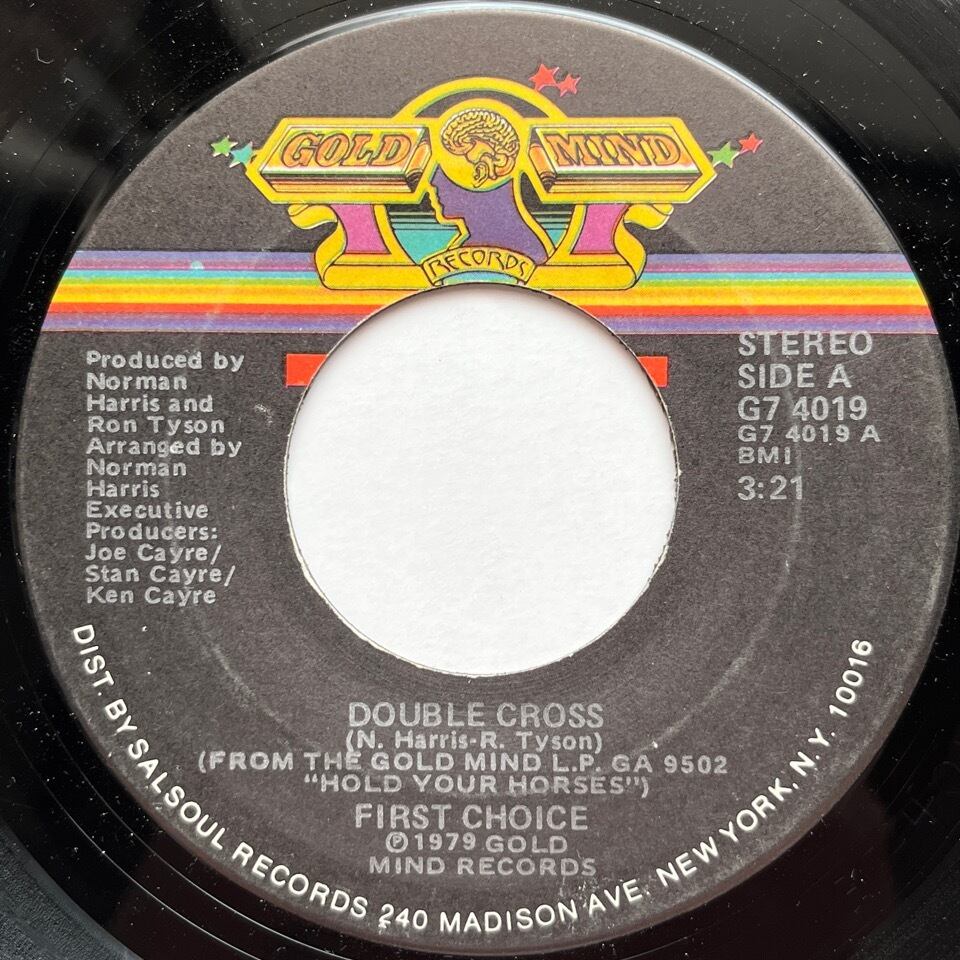 GOLD MIND
RECORDS
Produced by
Norman
Harris and
Ron Tyson
Arranged by
Norman
Harris
Executive
Producers:
Joe Cayre/
Stan Cayre/
Ken Cayre
STEREO
SIDE A
G7 4019
G7 4019 A
BMI
3:21
DOUBLE CROSS
(N. Harris-R. Tyson)
(FROM THE GOLD MIND L.P. GA 9502
"HOLD YOUR HORSES")
FIRST CHOICE
℗1979 GOLD
MIND RECORDS
DIST. BY SALSOUL RECORDS 240 MADISON AVE. NEW YORK, N.Y. 10016